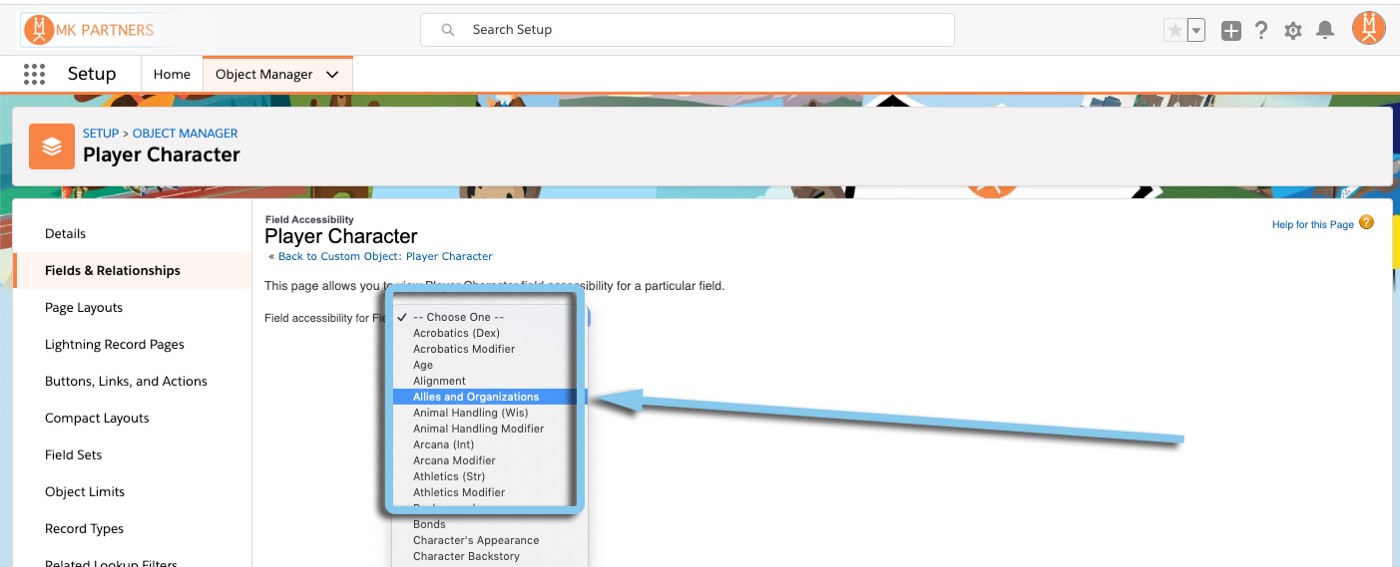 MK PARTNERS
Search Setup
Setup
Home
Object Manager
SETUP > OBJECT MANAGER
Player Character
Details
Fields & Relationships
Page Layouts
Lightning Record Pages
Buttons, Links, and Actions
Compact Layouts
Field Sets
Object Limits
Record Types
Related Lookup Filters
Field Accessibility
Player Character
« Back to Custom Object: Player Character
Help for this Page ?
This page allows you to view Player Character field accessibility for a particular field.
Field accessibility for Fie
✓ -- Choose One --
Acrobatics (Dex)
Acrobatics Modifier
Age
Alignment
Allies and Organizations
Animal Handling (Wis)
Animal Handling Modifier
Arcana (Int)
Arcana Modifier
Athletics (Str)
Athletics Modifier
Bonds
Character's Appearance
Character Backstory